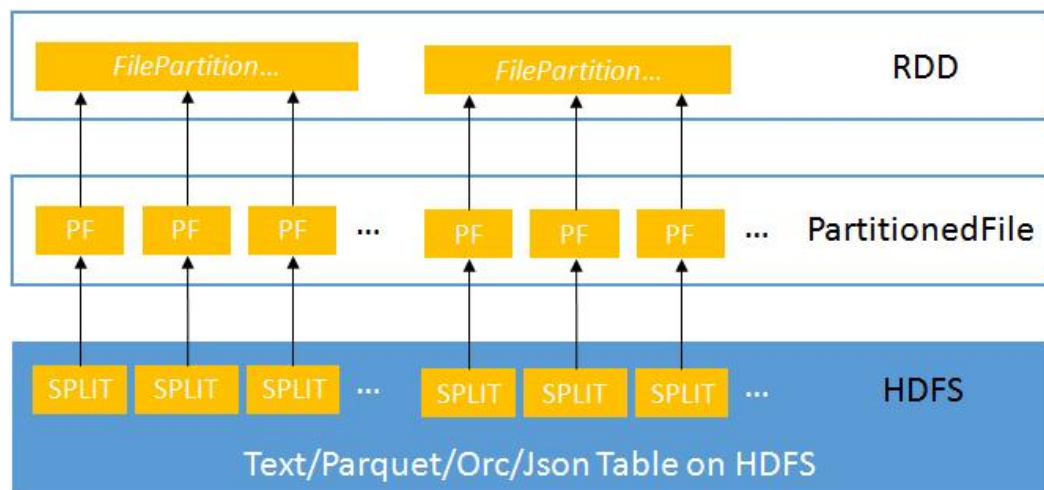 FilePartition... FilePartition... RDD
PF PF PF ... PF PF PF ... PartitionedFile
SPLIT SPLIT SPLIT ... SPLIT SPLIT SPLIT ... HDFS
Text/Parquet/Orc/Json Table on HDFS